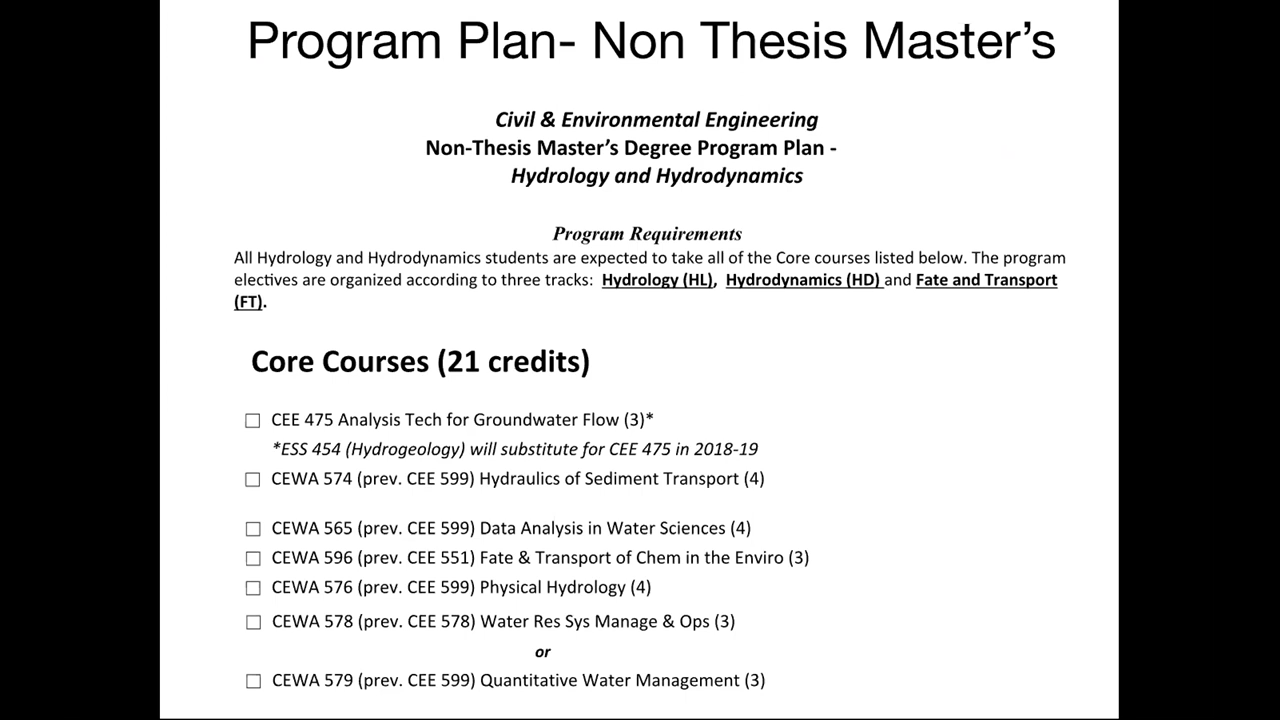 Program Plan- Non Thesis Master’s
Civil & Environmental Engineering
Non-Thesis Master’s Degree Program Plan -
Hydrology and Hydrodynamics
Program Requirements
All Hydrology and Hydrodynamics students are expected to take all of the Core courses listed below. The program
electives are organized according to three tracks: Hydrology (HL), Hydrodynamics (HD) and Fate and Transport
(FT).
Core Courses (21 credits)
CEE 475 Analysis Tech for Groundwater Flow (3)*
*ESS 454 (Hydrogeology) will substitute for CEE 475 in 2018-19
CEWA 574 (prev. CEE 599) Hydraulics of Sediment Transport (4)
CEWA 565 (prev. CEE 599) Data Analysis in Water Sciences (4)
CEWA 596 (prev. CEE 551) Fate & Transport of Chem in the Enviro (3)
CEWA 576 (prev. CEE 599) Physical Hydrology (4)
CEWA 578 (prev. CEE 578) Water Res Sys Manage & Ops (3)
or
CEWA 579 (prev. CEE 599) Quantitative Water Management (3)